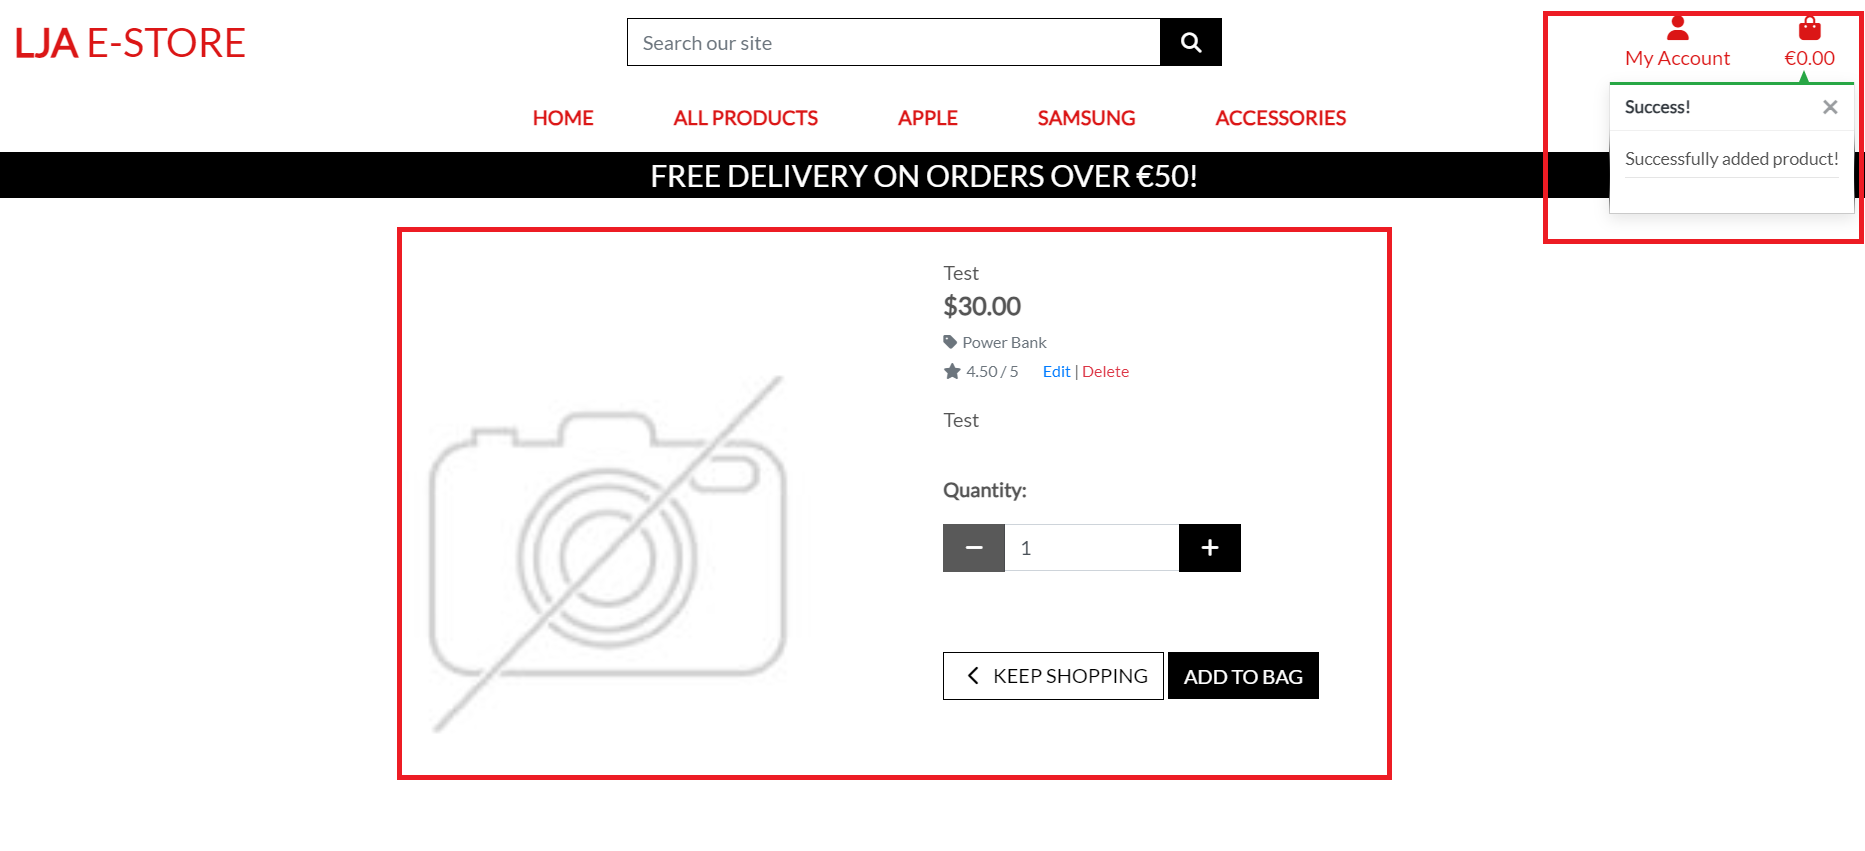 LJA E-STORE
Search our site
My Account
€0.00
HOME
ALL PRODUCTS
APPLE
SAMSUNG
ACCESSORIES
Success!
Successfully added product!
FREE DELIVERY ON ORDERS OVER €50!
Test
$30.00
Power Bank
4.50 / 5 Edit | Delete
Test
Quantity:
1
KEEP SHOPPING
ADD TO BAG